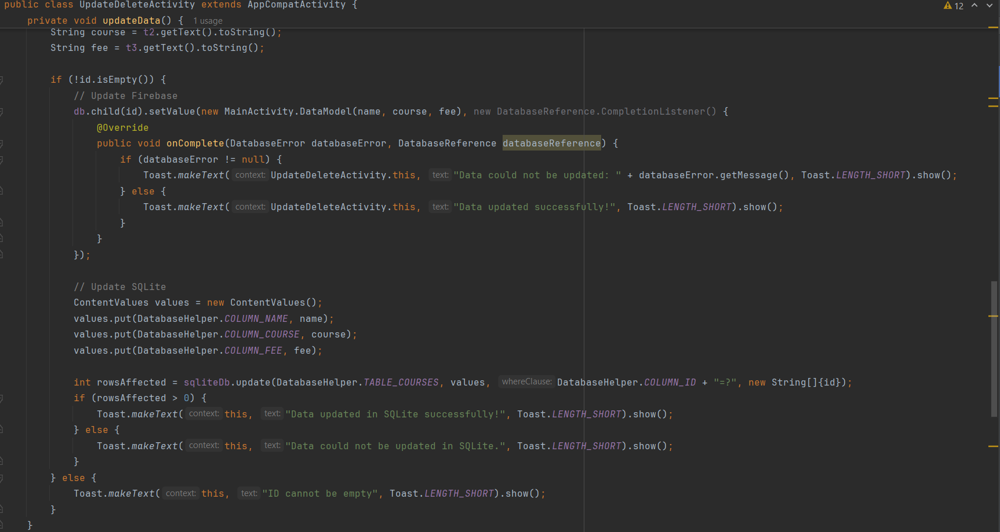 public class UpdateDeleteActivity extends AppCompatActivity {
12
private void updateData() { 1 usage
String course = t2.getText().toString();
String fee = t3.getText().toString();
if (!id.isEmpty()) {
// Update Firebase
db.child(id).setValue(new MainActivity.DataModel(name, course, fee), new DatabaseReference.CompletionListener() {
@Override
public void onComplete(DatabaseError databaseError, DatabaseReference databaseReference) {
if (databaseError != null) {
Toast.makeText( context: UpdateDeleteActivity.this, text: "Data could not be updated: " + databaseError.getMessage(), Toast.LENGTH_SHORT).show();
} else {
Toast.makeText( context: UpdateDeleteActivity.this, text: "Data updated successfully!", Toast.LENGTH_SHORT).show();
}
}
});
// Update SQLite
ContentValues values = new ContentValues();
values.put(DatabaseHelper.COLUMN_NAME, name);
values.put(DatabaseHelper.COLUMN_COURSE, course);
values.put(DatabaseHelper.COLUMN_FEE, fee);
int rowsAffected = sqliteDb.update(DatabaseHelper.TABLE_COURSES, values, whereClause: DatabaseHelper.COLUMN_ID + "=?", new String[]{id});
if (rowsAffected > 0) {
Toast.makeText( context: this, text: "Data updated in SQLite successfully!", Toast.LENGTH_SHORT).show();
} else {
Toast.makeText( context: this, text: "Data could not be updated in SQLite.", Toast.LENGTH_SHORT).show();
}
} else {
Toast.makeText( context: this, text: "ID cannot be empty", Toast.LENGTH_SHORT).show();
}
}